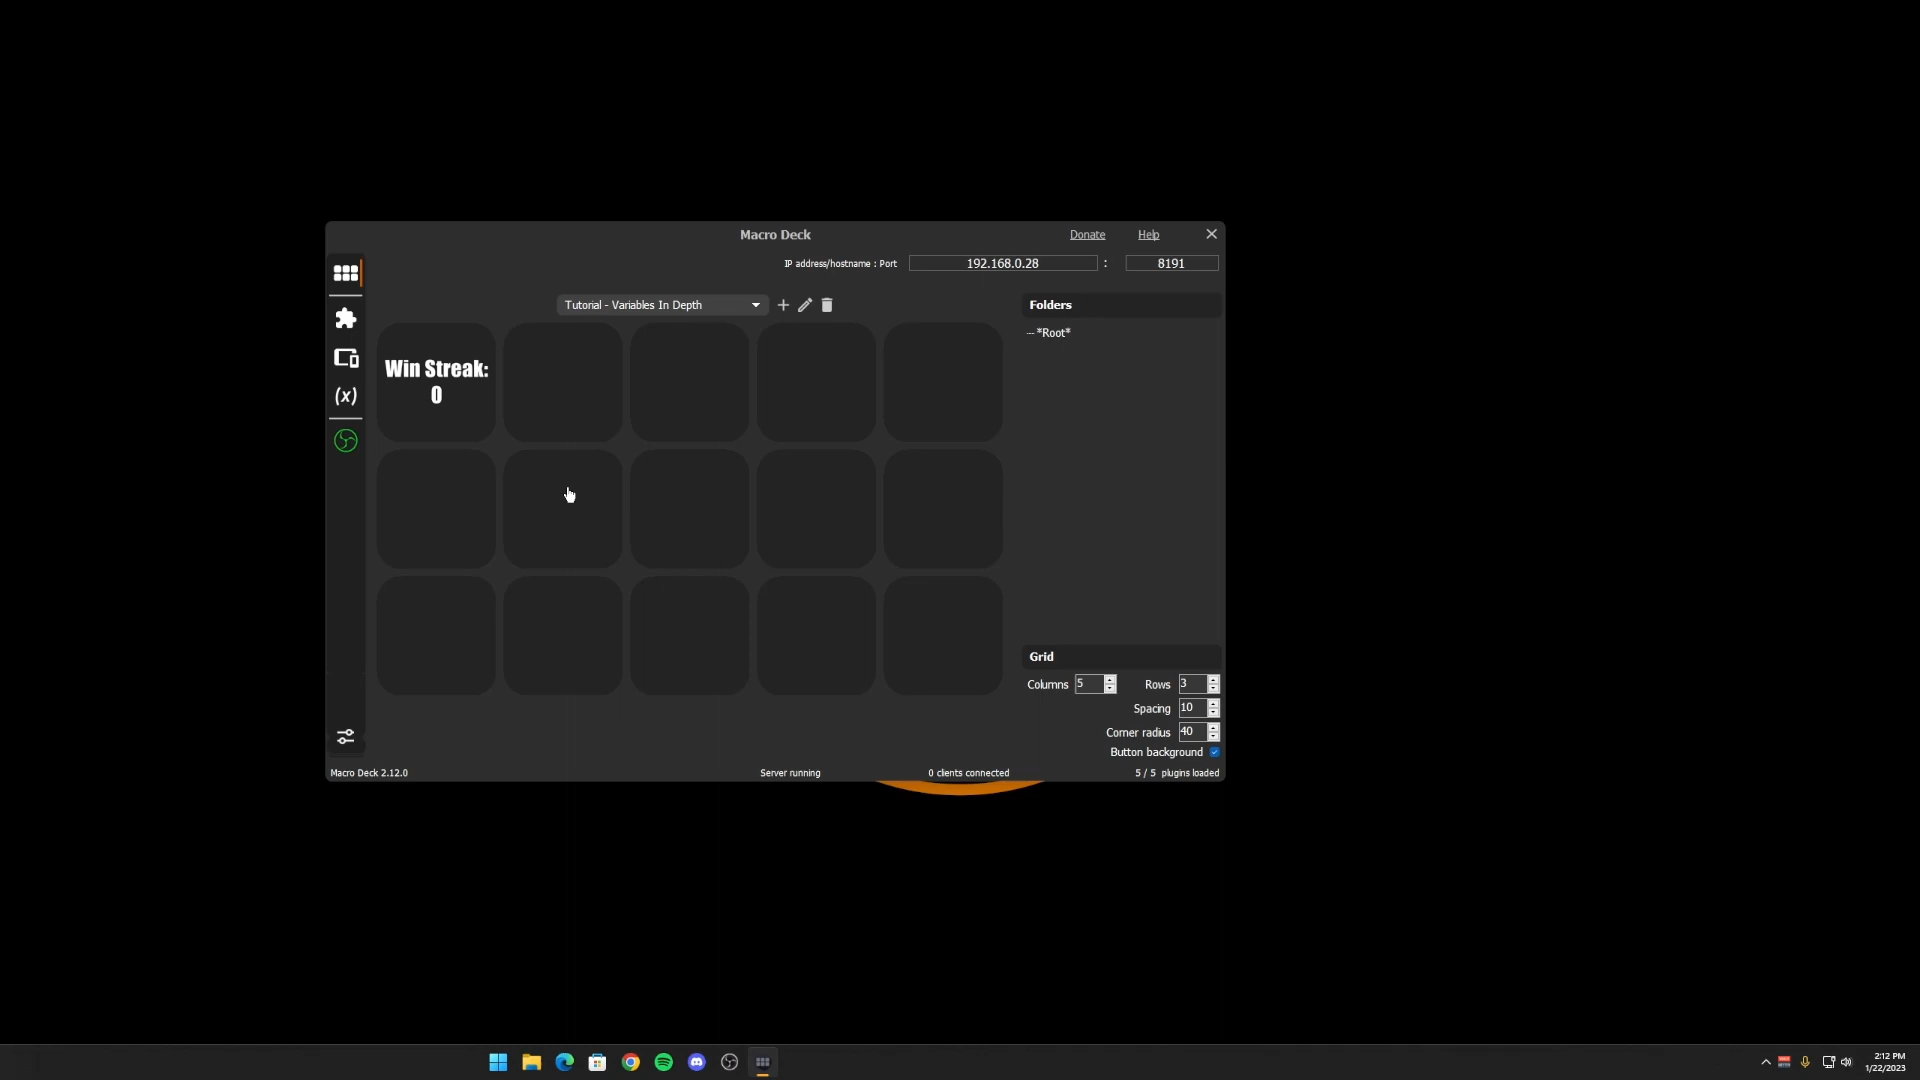 Macro Deck
Donate
Help
IP address/hostname : Port
192.168.0.28
:
8191
Tutorial - Variables In Depth
Folders
*Root*
Win Streak:
0
(x)
Grid
Columns 5
Rows 3
Spacing 10
Corner radius 40
Button background
Macro Deck 2.12.0
Server running
0 clients connected
5 / 5 plugins loaded
2:12 PM
1/22/2023